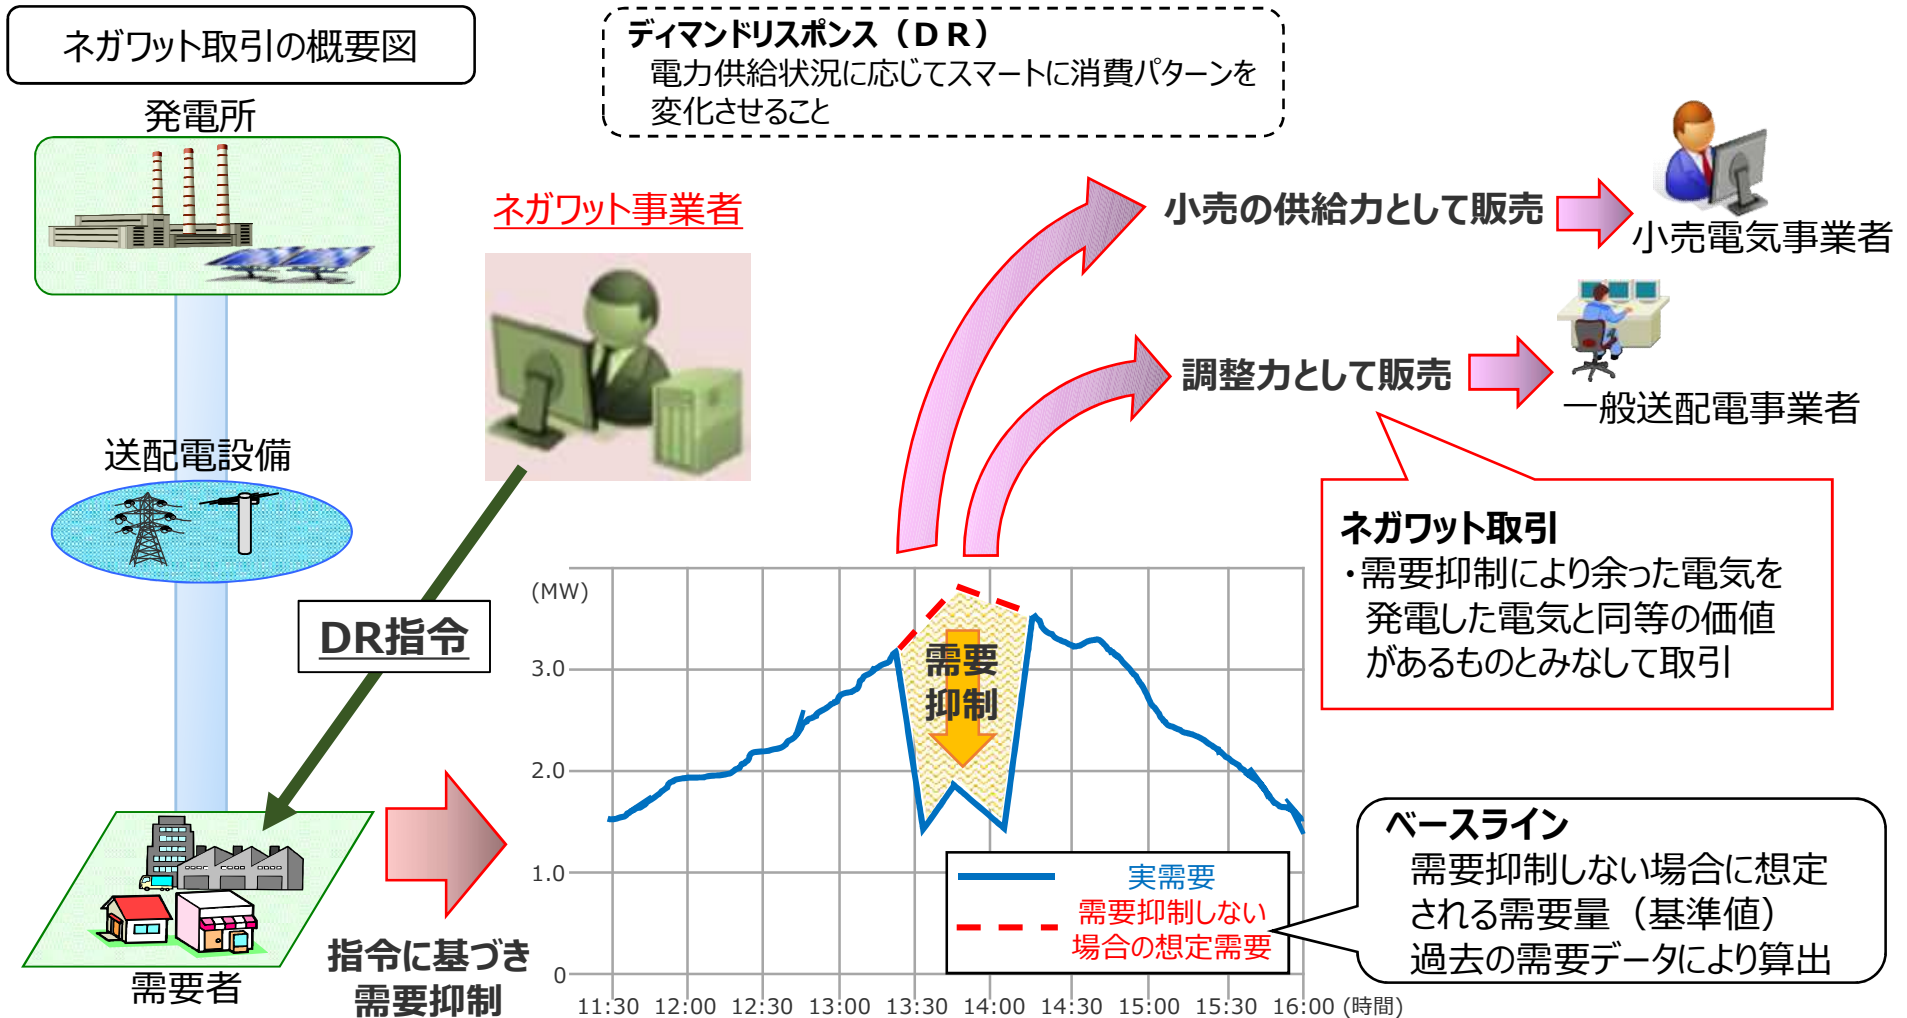 ネガワット取引の概要図
ディマンドリスポンス（ＤＲ）
電力供給状況に応じてスマートに消費パターンを
変化させること
発電所
ネガワット事業者
小売の供給力として販売
小売電気事業者
調整力として販売
一般送配電事業者
送配電設備
ネガワット取引
・需要抑制により余った電気を
発電した電気と同等の価値
があるものとみなして取引
DR指令
(MW)
3.0
2.0
1.0
0
需要
抑制
実需要
需要抑制しない
場合の想定需要
ベースライン
需要抑制しない場合に想定
される需要量（基準値）
過去の需要データにより算出
需要者
指令に基づき
需要抑制
11:30 12:00 12:30 13:00 13:30 14:00 14:30 15:00 15:30 16:00 (時間)